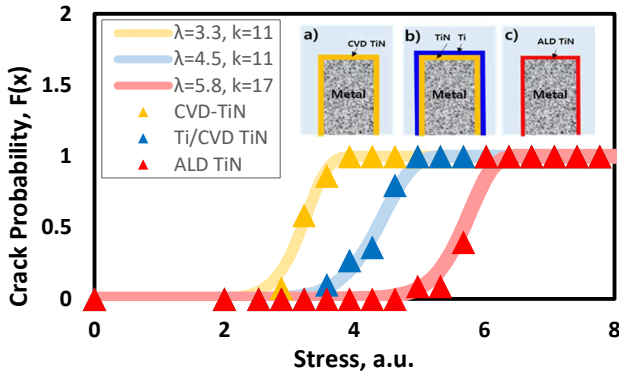 2
1.5
1
0.5
0
Crack Probability, F(x)
λ=3.3, k=11
λ=4.5, k=11
λ=5.8, k=17
CVD-TiN
Ti/CVD TiN
ALD TiN
a)
CVD TiN
Metal
b)
TiN Ti
Metal
c)
ALD TiN
Metal
0 2 4 6 8
Stress, a.u.